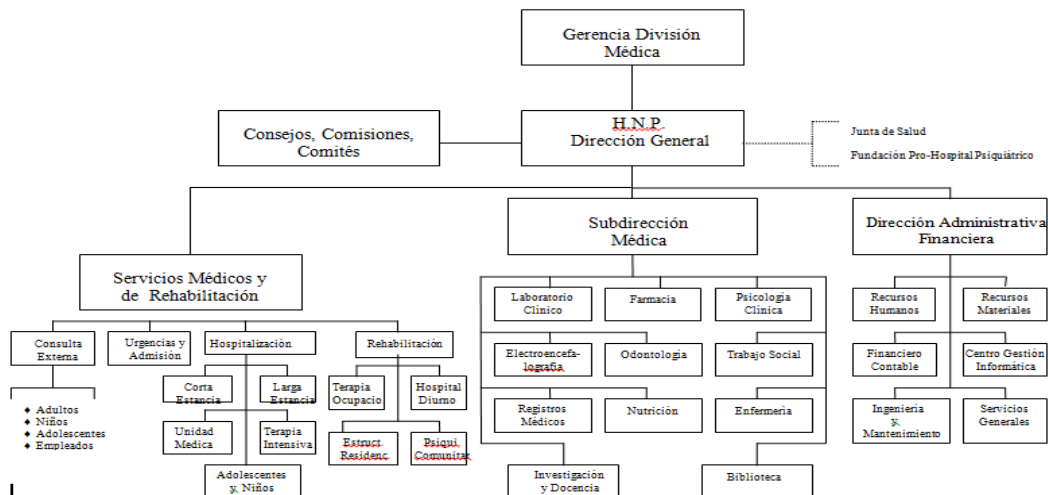 Gerencia División
Médica
Consejos, Comisiones,
Comités
H.N.P.
Dirección General
Junta de Salud
Fundación Pro-Hospital Psiquiátrico
Servicios Médicos y
de Rehabilitación
Subdirección
Médica
Dirección Administrativa
Financiera
Consulta
Externa
Urgencias y
Admisión
Hospitalización
Rehabilitación
♦ Adultos
♦ Niños
♦ Adolescentes
♦ Empleados
Corta
Estancia
Larga
Estancia
Unidad
Medica
Terapia
Intensiva
Adolescentes
y Niños
Terapia
Ocupacio
Hospital
Diurno
Estruct
Residenc.
Psiqui.
Comunitar
Laboratorio
Clínico
Farmacia
Psicología
Clínica
Electroencefa-
lografía
Odontología
Trabajo Social
Registros
Médicos
Nutrición
Enfermería
Investigación
y Docencia
Biblioteca
Recursos
Humanos
Recursos
Materiales
Financiero
Contable
Centro Gestión
Informática
Ingeniería
y
Mantenimiento
Servicios
Generales